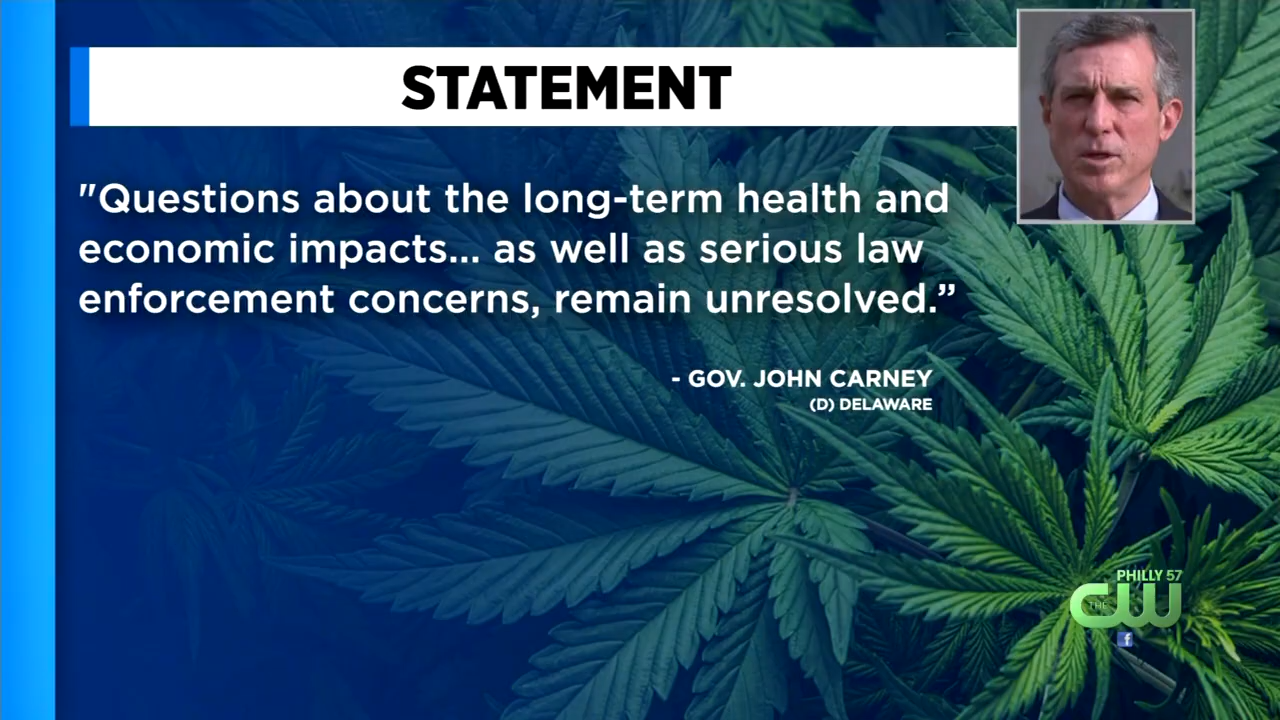 STATEMENT
"Questions about the long-term health and
economic impacts... as well as serious law
enforcement concerns, remain unresolved.”
- GOV. JOHN CARNEY
(D) DELAWARE
PHILLY 57
THE
CW
f